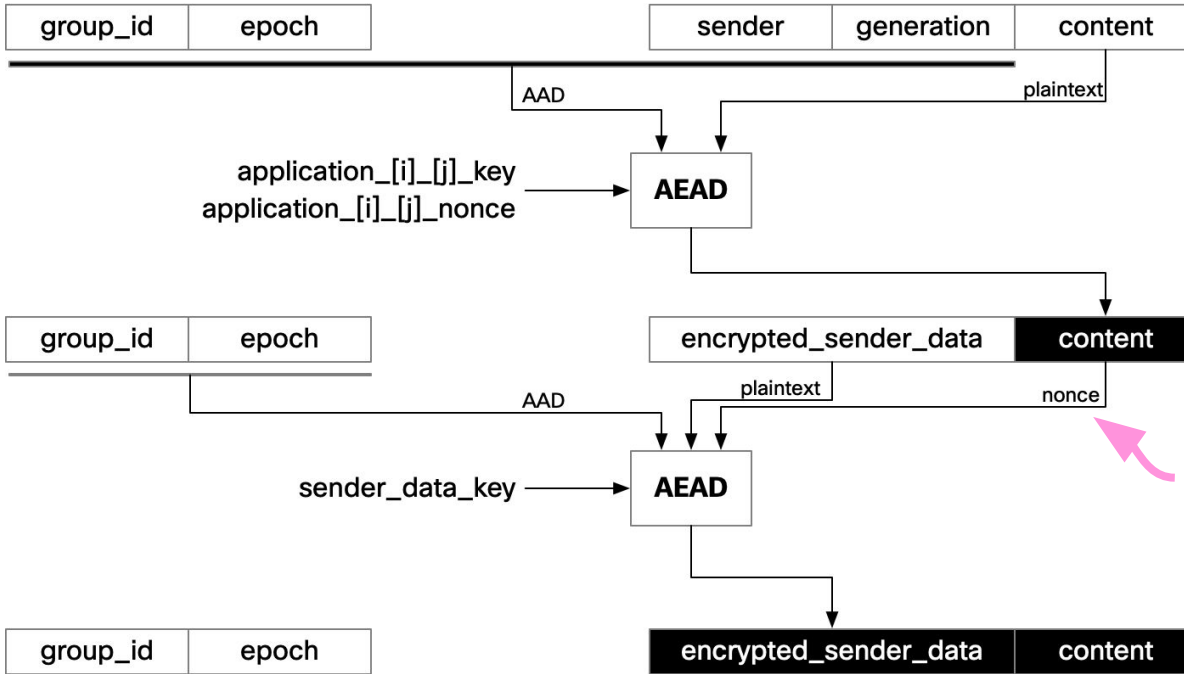 group_id epoch sender generation content
AAD plaintext
application_[i]_[j]_key
application_[i]_[j]_nonce
AEAD
group_id epoch encrypted_sender_data content
AAD plaintext nonce
sender_data_key
AEAD
group_id epoch encrypted_sender_data content